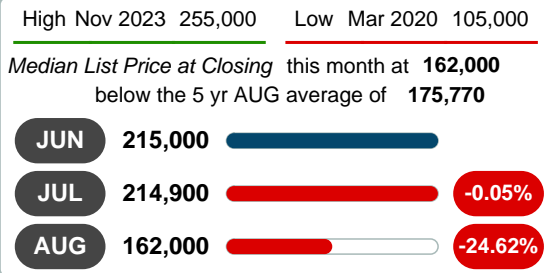 High Nov 2023 255,000 Low Mar 2020 105,000
Median List Price at Closing this month at 162,000
below the 5 yr AUG average of 175,770
JUN 215,000
JUL 214,900 -0.05%
AUG 162,000 -24.62%